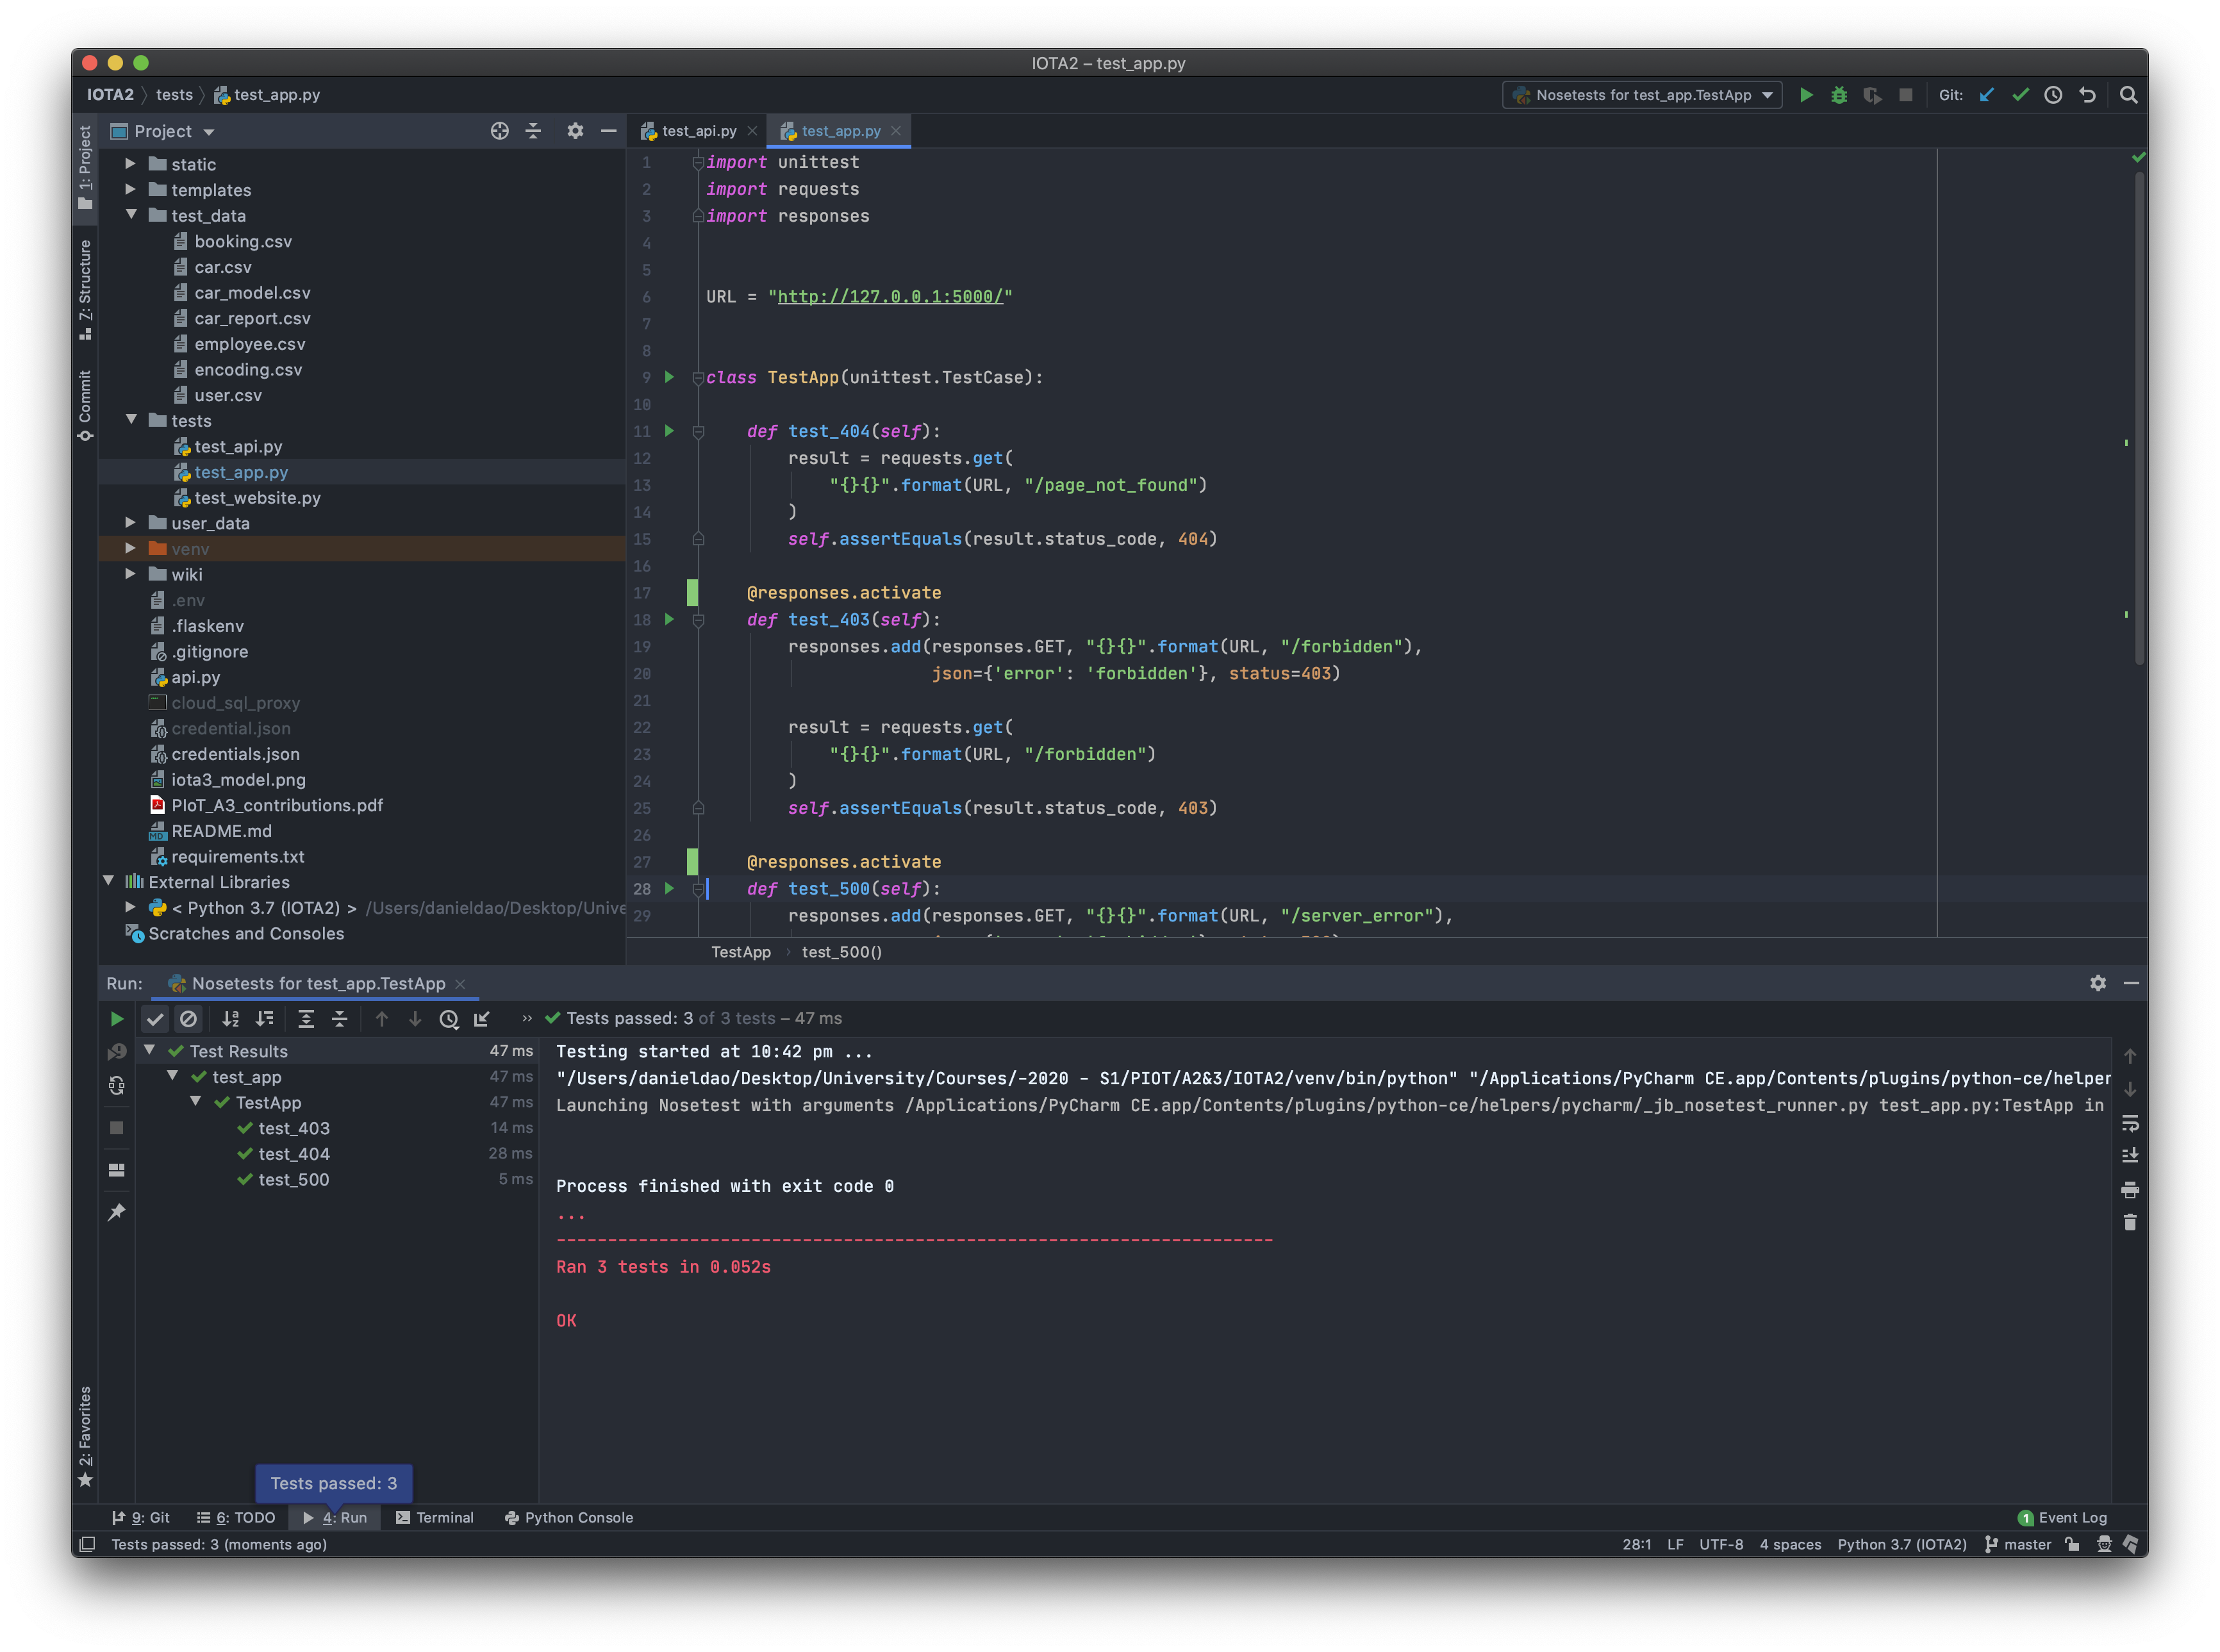 IOTA2 – test_app.py
IOTA2 tests test_app.py
Nosetests for test_app.TestApp
Git:
1: Project
7: Structure
Commit
2: Favorites
Project
static
templates
test_data
booking.csv
car.csv
car_model.csv
car_report.csv
employee.csv
encoding.csv
user.csv
tests
test_api.py
test_app.py
test_website.py
user_data
venv
wiki
.env
.flaskenv
.gitignore
api.py
cloud_sql_proxy
credential.json
credentials.json
iota3_model.png
PIoT_A3_contributions.pdf
README.md
requirements.txt
External Libraries
< Python 3.7 (IOTA2) > /Users/danieldao/Desktop/Unive
Scratches and Consoles
test_api.py test_app.py
1 import unittest
2 import requests
3 import responses
4
5
6 URL = "http://127.0.0.1:5000/"
7
8
9 class TestApp(unittest.TestCase):
10
11 def test_404(self):
12 result = requests.get(
13 "{}{}".format(URL, "/page_not_found")
14 )
15 self.assertEquals(result.status_code, 404)
16
17 @responses.activate
18 def test_403(self):
19 responses.add(responses.GET, "{}{}".format(URL, "/forbidden"),
20 json={'error': 'forbidden'}, status=403)
21
22 result = requests.get(
23 "{}{}".format(URL, "/forbidden")
24 )
25 self.assertEquals(result.status_code, 403)
26
27 @responses.activate
28 def test_500(self):
29 responses.add(responses.GET, "{}{}".format(URL, "/server_error"),
TestApp test_500()
Run: Nosetests for test_app.TestApp
Tests passed: 3 of 3 tests – 47 ms
Test Results 47 ms
test_app 47 ms
TestApp 47 ms
test_403 14 ms
test_404 28 ms
test_500 5 ms
Testing started at 10:42 pm ...
"/Users/danieldao/Desktop/University/Courses/-2020 - S1/PIOT/A2&3/IOTA2/venv/bin/python" "/Applications/PyCharm CE.app/Contents/plugins/python-ce/helper
Launching Nosetest with arguments /Applications/PyCharm CE.app/Contents/plugins/python-ce/helpers/pycharm/_jb_nosetest_runner.py test_app.py:TestApp in
Process finished with exit code 0
...
----------------------------------------------------------------------
Ran 3 tests in 0.052s
OK
Tests passed: 3
9: Git 6: TODO 4: Run Terminal Python Console
1 Event Log
Tests passed: 3 (moments ago)
28:1 LF UTF-8 4 spaces Python 3.7 (IOTA2) master